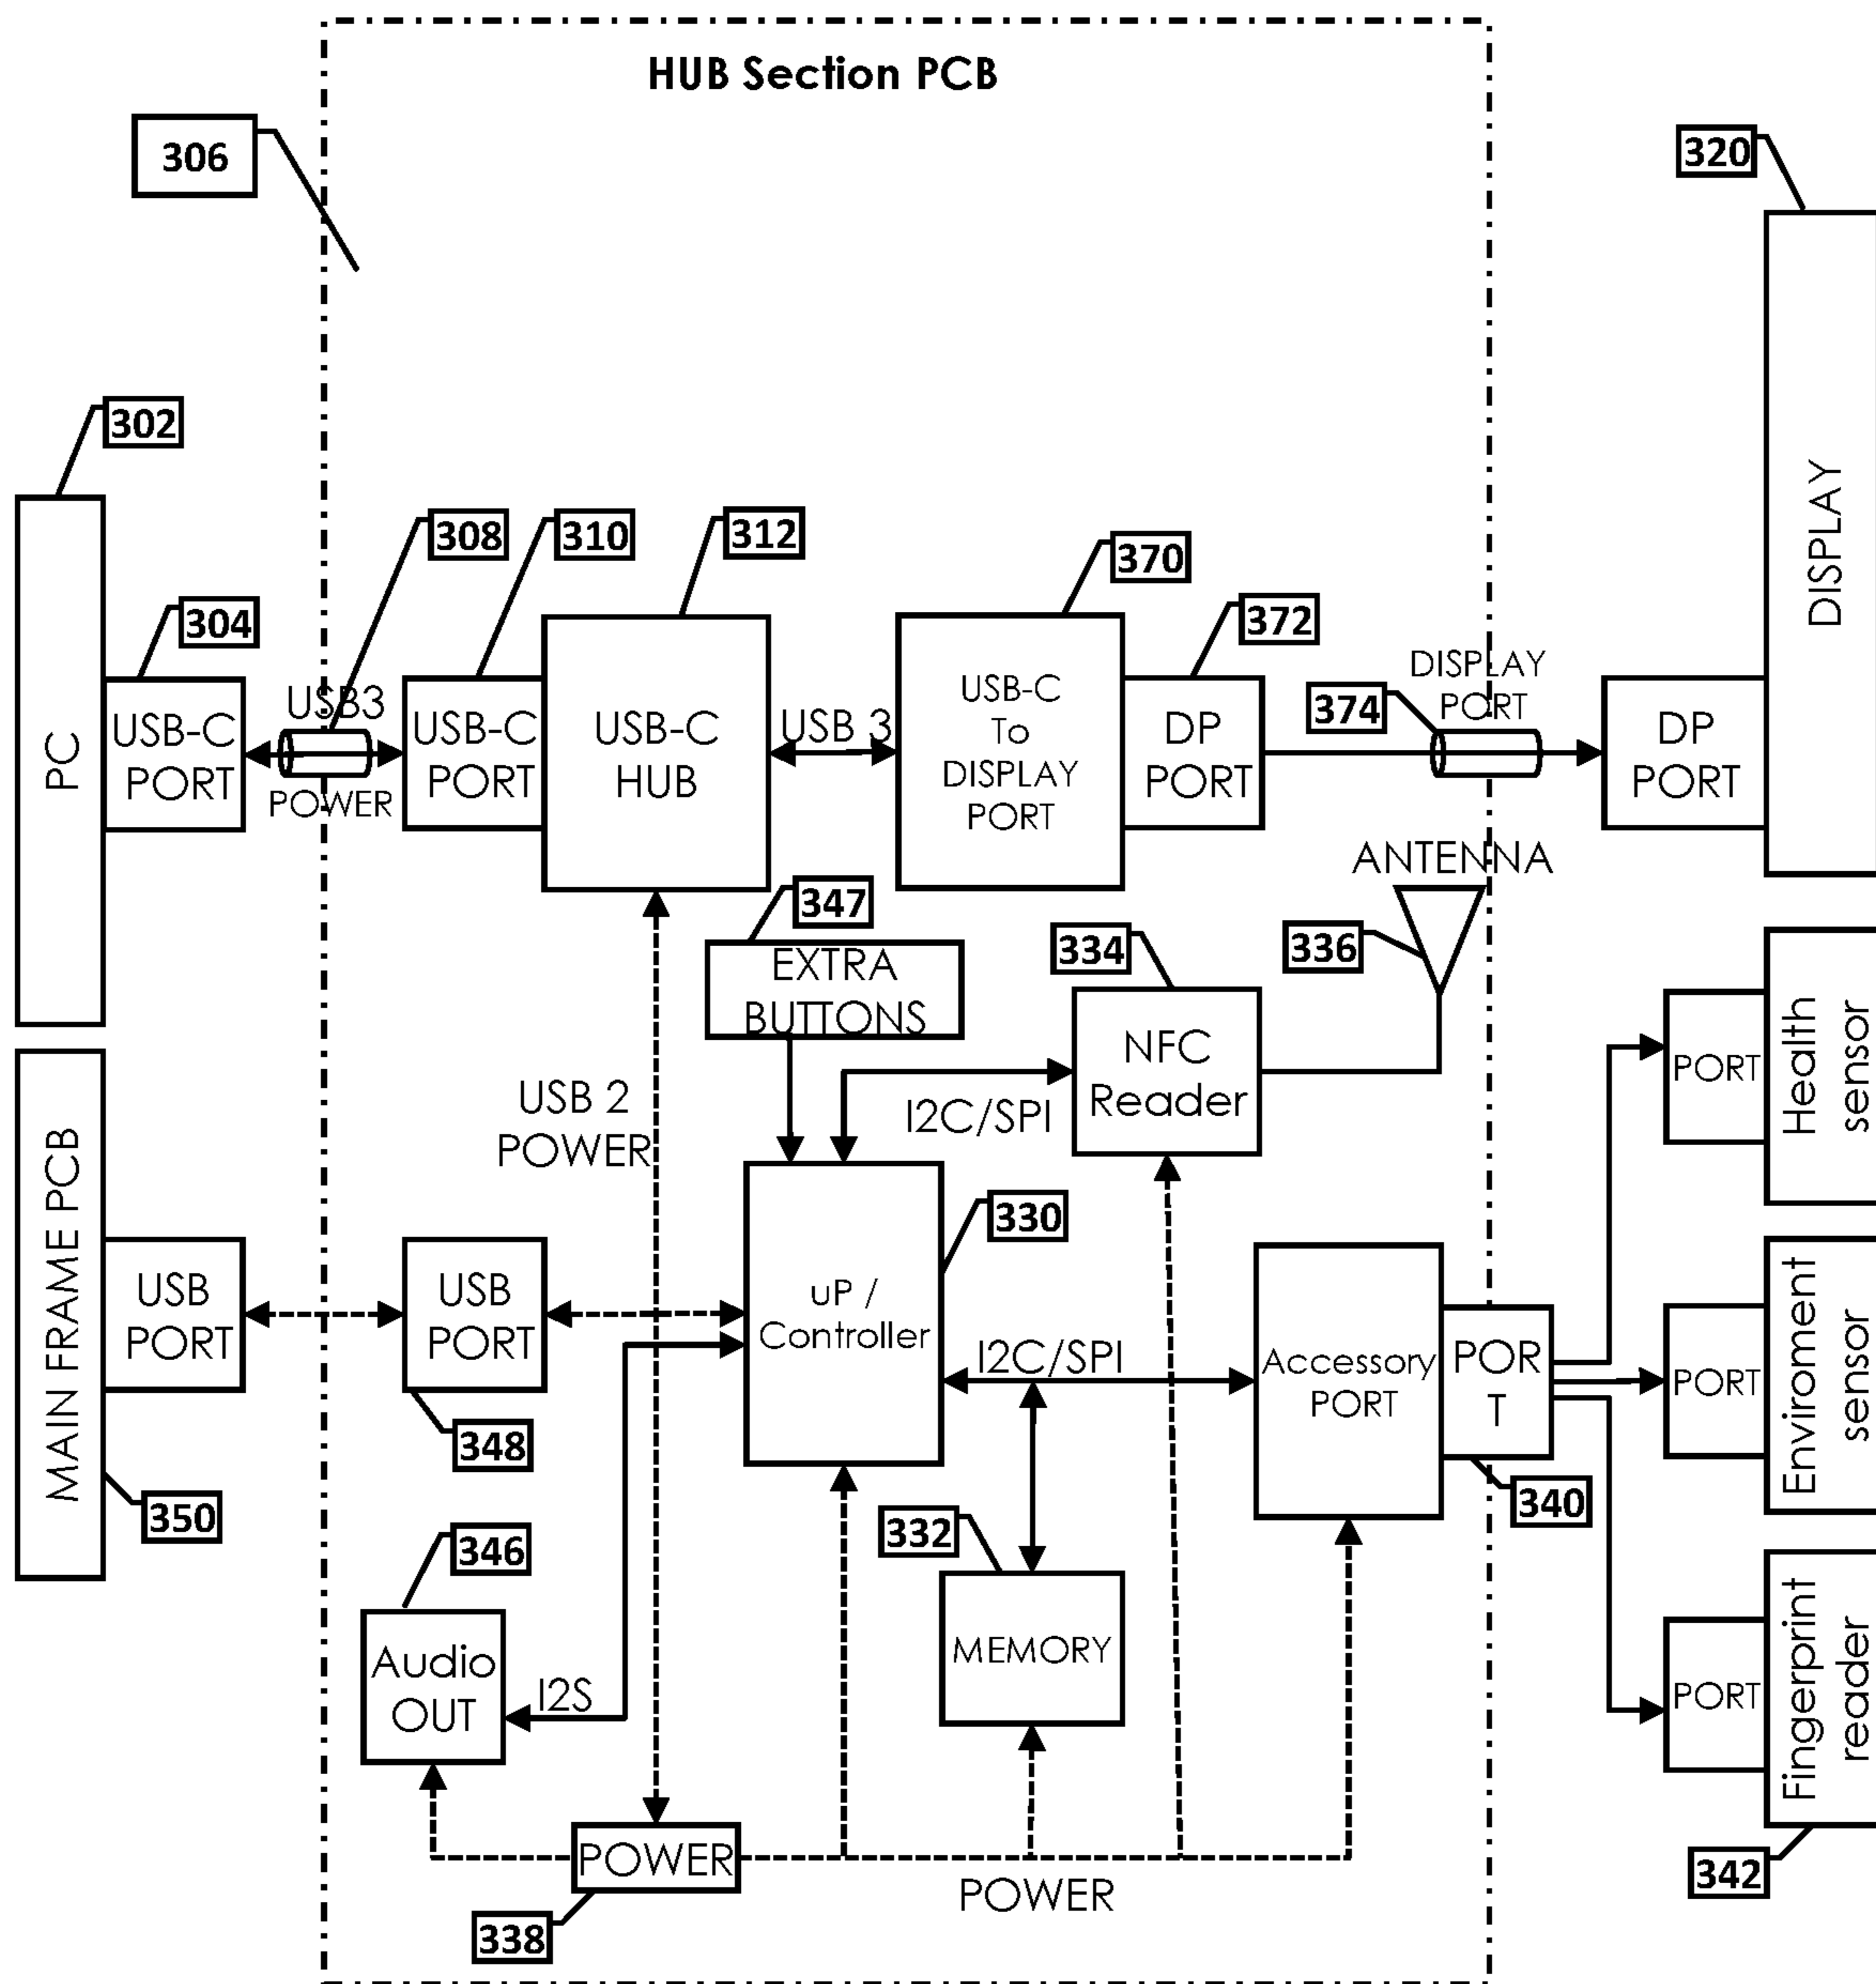 HUB Section PCB
306
320
302
308
310
312
370
304
372
374
DISPLAY
PORT
DISPLAY
PC
USB-C
PORT
USB3
POWER
USB-C
PORT
USB-C
HUB
USB 3
USB-C
To
DISPLAY
PORT
DP
PORT
DP
PORT
ANTENNA
347
EXTRA
BUTTONS
334
336
NFC
Reader
I2C/SPI
USB 2
POWER
PORT
Health
sensor
MAIN FRAME PCB
USB
PORT
USB
PORT
348
350
330
uP /
Controller
I2C/SPI
Accessory
PORT
POR
T
340
PORT
Enviroment
sensor
346
Audio
OUT
I2S
332
MEMORY
PORT
Fingerprint
reader
POWER
POWER
338
342